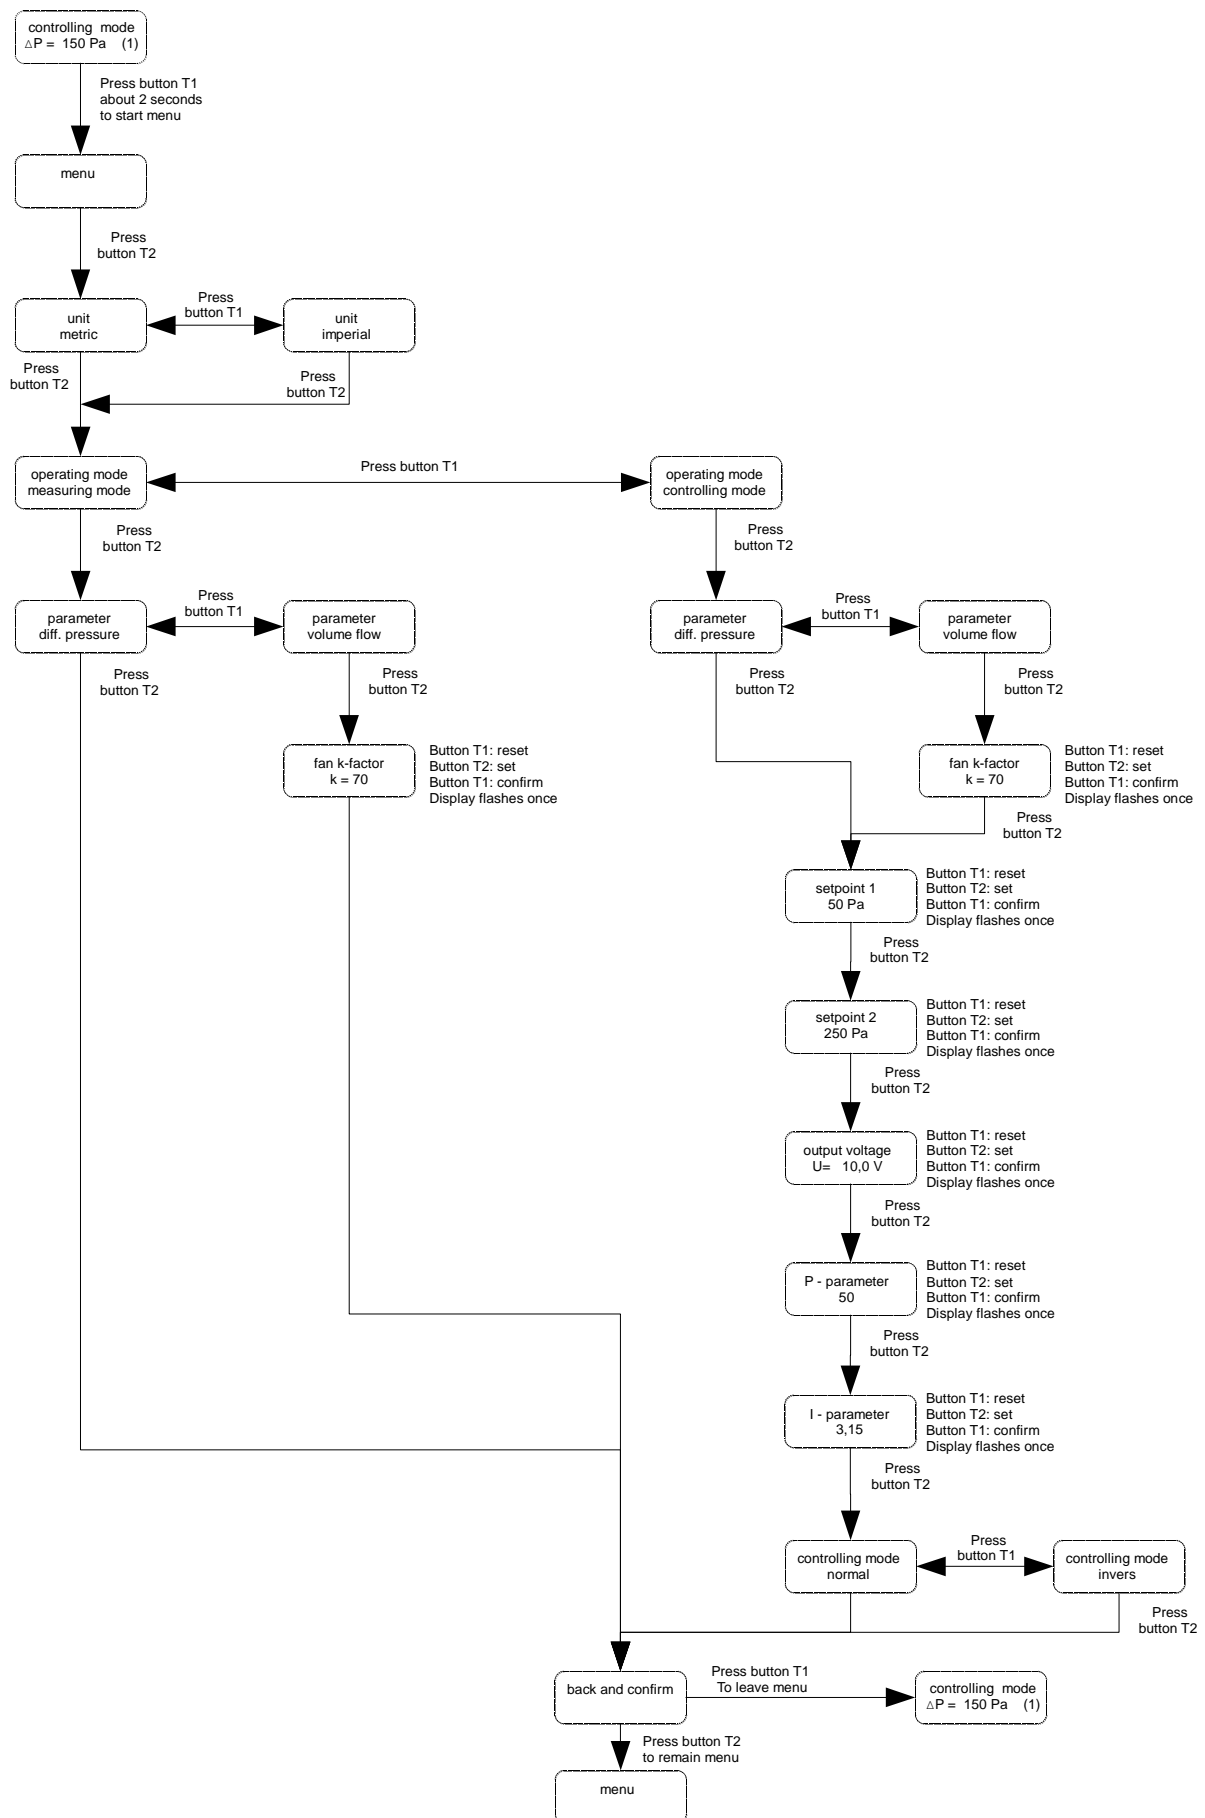 controlling mode
△P = 150 Pa (1)
Press button T1
about 2 seconds
to start menu
menu
Press
button T2
unit
metric
Press
button T1
unit
imperial
Press
button T2
Press
button T2
operating mode
measuring mode
Press button T1
operating mode
controlling mode
Press
button T2
Press
button T2
parameter
diff. pressure
Press
button T1
parameter
volume flow
parameter
diff. pressure
Press
button T1
parameter
volume flow
Press
button T2
Press
button T2
Press
button T2
Press
button T2
fan k-factor
k = 70
Button T1: reset
Button T2: set
Button T1: confirm
Display flashes once
fan k-factor
k = 70
Button T1: reset
Button T2: set
Button T1: confirm
Display flashes once
Press
button T2
setpoint 1
50 Pa
Button T1: reset
Button T2: set
Button T1: confirm
Display flashes once
Press
button T2
setpoint 2
250 Pa
Button T1: reset
Button T2: set
Button T1: confirm
Display flashes once
Press
button T2
output voltage
U= 10,0 V
Button T1: reset
Button T2: set
Button T1: confirm
Display flashes once
Press
button T2
P - parameter
50
Button T1: reset
Button T2: set
Button T1: confirm
Display flashes once
Press
button T2
I - parameter
3,15
Button T1: reset
Button T2: set
Button T1: confirm
Display flashes once
Press
button T2
controlling mode
normal
Press
button T1
controlling mode
invers
Press
button T2
back and confirm
Press button T1
To leave menu
controlling mode
△P = 150 Pa (1)
Press button T2
to remain menu
menu